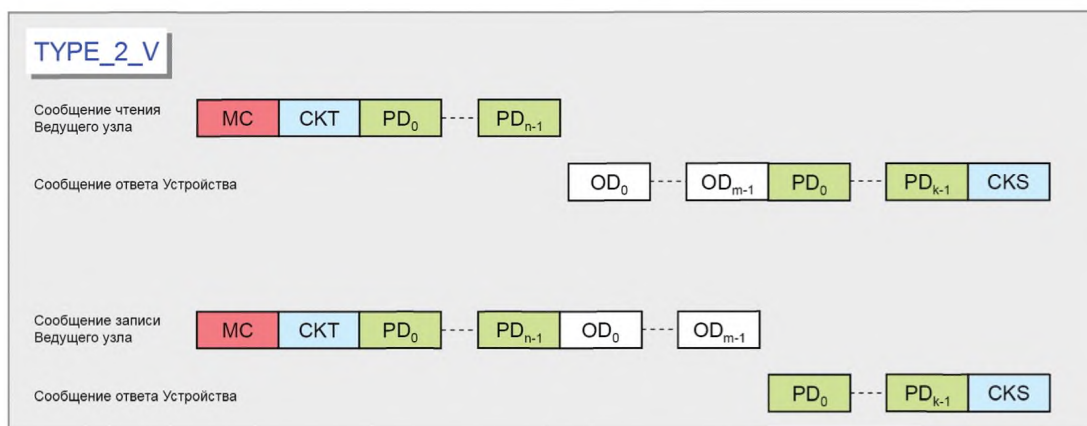 TYPE_2_V
Сообщение чтения
Ведущего узла
MC CKT PD0 PDn-1
Сообщение ответа Устройства
OD0 ODm-1 PD0 PDk-1 CKS
Сообщение записи
Ведущего узла
MC CKT PD0 PDn-1 OD0 ODm-1
Сообщение ответа Устройства
PD0 PDk-1 CKS